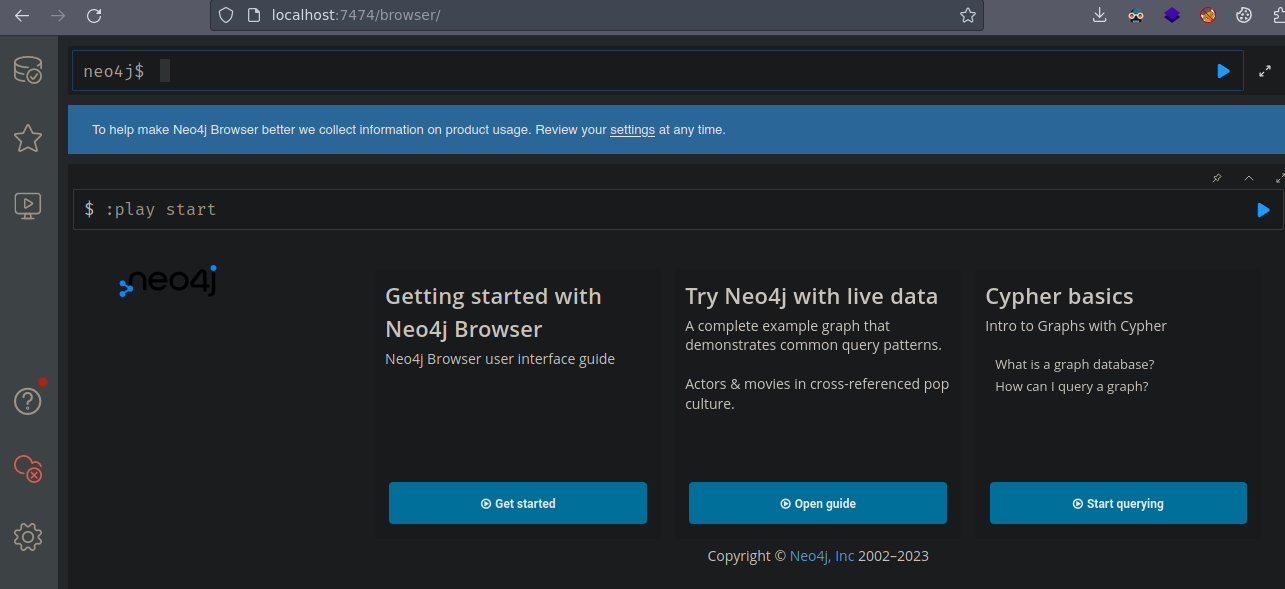 localhost:7474/browser/
neo4j$
To help make Neo4j Browser better we collect information on product usage. Review your settings at any time.
$ :play start
neo4j
Getting started with
Neo4j Browser
Neo4j Browser user interface guide
Get started
Try Neo4j with live data
A complete example graph that
demonstrates common query patterns.
Actors & movies in cross-referenced pop
culture.
Open guide
Cypher basics
Intro to Graphs with Cypher
What is a graph database?
How can I query a graph?
Start querying
Copyright © Neo4j, Inc 2002–2023